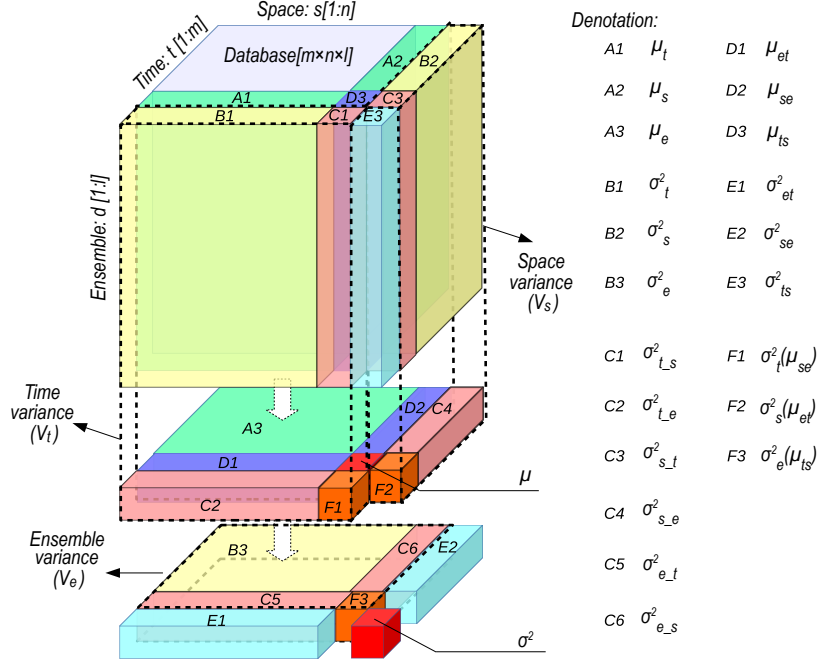 Space: s[1:n]
Time: t [1:m]
Database[m×n×l]
Ensemble: d [1:l]
A1
A2
B2
D3
C3
B1
C1
E3
Space
variance
(Vs)
Time
variance
(Vt)
A3
D2
C4
D1
C2
F1
F2
μ
Ensemble
variance
(Ve)
B3
C6
E2
C5
F3
E1
σ²
Denotation:
A1 μt D1 μet
A2 μs D2 μse
A3 μe D3 μts
B1 σ²t E1 σ²et
B2 σ²s E2 σ²se
B3 σ²e E3 σ²ts
C1 σ²t_s F1 σ²t(μse)
C2 σ²t_e F2 σ²s(μet)
C3 σ²s_t F3 σ²e(μts)
C4 σ²s_e
C5 σ²e_t
C6 σ²e_s